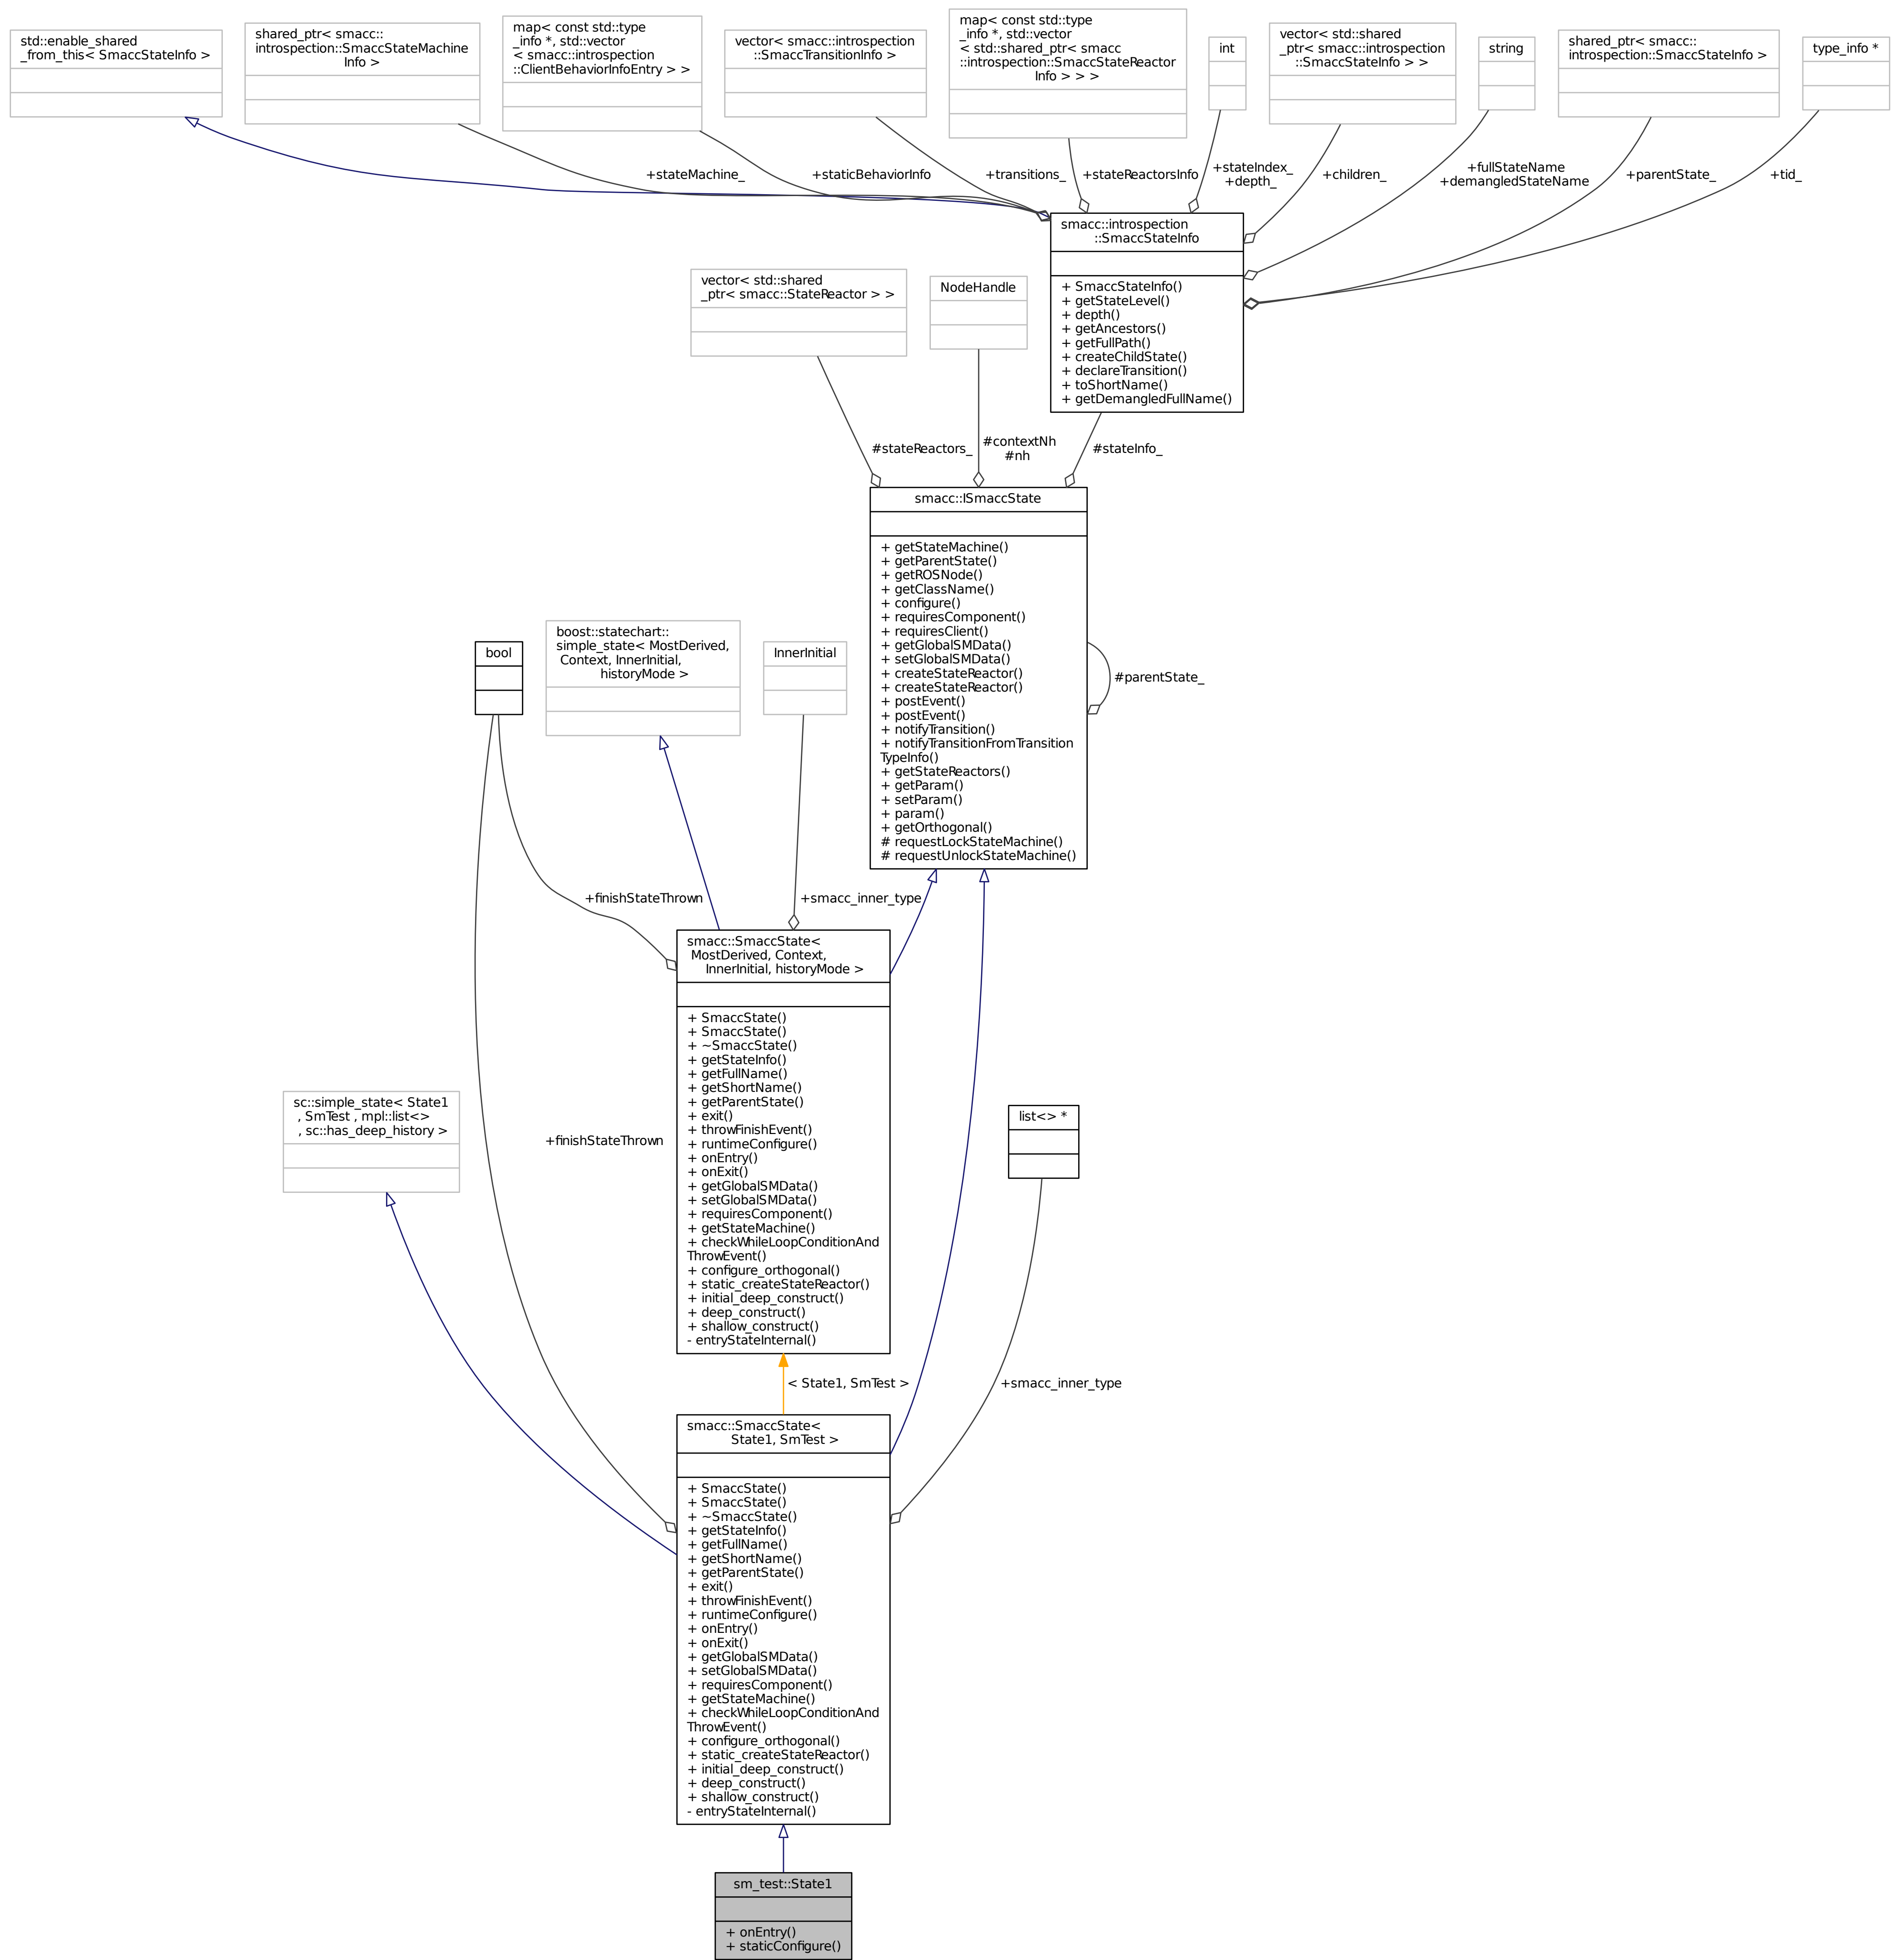 std::enable_shared
_from_this< SmaccStateInfo >
shared_ptr< smacc::
introspection::SmaccStateMachine
Info >
map< const std::type
_info *, std::vector
< smacc::introspection
::ClientBehaviorInfoEntry > >
vector< smacc::introspection
::SmaccTransitionInfo >
map< const std::type
_info *, std::vector
< std::shared_ptr< smacc
::introspection::SmaccStateReactor
Info > > >
int
vector< std::shared
_ptr< smacc::introspection
::SmaccStateInfo > >
string
shared_ptr< smacc::
introspection::SmaccStateInfo >
type_info *
+stateMachine_
+staticBehaviorInfo
+transitions_
+stateReactorsInfo
+stateIndex_
+depth_
+children_
+fullStateName
+demangledStateName
+parentState_
+tid_
smacc::introspection
::SmaccStateInfo
+ SmaccStateInfo()
+ getStateLevel()
+ depth()
+ getAncestors()
+ getFullPath()
+ createChildState()
+ declareTransition()
+ toShortName()
+ getDemangledFullName()
vector< std::shared
_ptr< smacc::StateReactor > >
NodeHandle
#stateReactors_
#contextNh
#nh
#stateInfo_
smacc::ISmaccState
+ getStateMachine()
+ getParentState()
+ getROSNode()
+ getClassName()
+ configure()
+ requiresComponent()
+ requiresClient()
+ getGlobalSMData()
+ setGlobalSMData()
+ createStateReactor()
+ createStateReactor()
+ postEvent()
+ postEvent()
+ notifyTransition()
+ notifyTransitionFromTransition
TypeInfo()
+ getStateReactors()
+ getParam()
+ setParam()
+ param()
+ getOrthogonal()
# requestLockStateMachine()
# requestUnlockStateMachine()
#parentState_
bool
boost::statechart::
simple_state< MostDerived,
Context, InnerInitial,
historyMode >
InnerInitial
+finishStateThrown
+smacc_inner_type
smacc::SmaccState<
MostDerived, Context,
InnerInitial, historyMode >
+ SmaccState()
+ SmaccState()
+ ~SmaccState()
+ getStateInfo()
+ getFullName()
+ getShortName()
+ getParentState()
+ exit()
+ throwFinishEvent()
+ runtimeConfigure()
+ onEntry()
+ onExit()
+ getGlobalSMData()
+ setGlobalSMData()
+ requiresComponent()
+ getStateMachine()
+ checkWhileLoopConditionAnd
ThrowEvent()
+ configure_orthogonal()
+ static_createStateReactor()
+ initial_deep_construct()
+ deep_construct()
+ shallow_construct()
- entryStateInternal()
sc::simple_state< State1
, SmTest , mpl::list<>
, sc::has_deep_history >
+finishStateThrown
list<> *
< State1, SmTest >
+smacc_inner_type
smacc::SmaccState<
State1, SmTest >
+ SmaccState()
+ SmaccState()
+ ~SmaccState()
+ getStateInfo()
+ getFullName()
+ getShortName()
+ getParentState()
+ exit()
+ throwFinishEvent()
+ runtimeConfigure()
+ onEntry()
+ onExit()
+ getGlobalSMData()
+ setGlobalSMData()
+ requiresComponent()
+ getStateMachine()
+ checkWhileLoopConditionAnd
ThrowEvent()
+ configure_orthogonal()
+ static_createStateReactor()
+ initial_deep_construct()
+ deep_construct()
+ shallow_construct()
- entryStateInternal()
sm_test::State1
+ onEntry()
+ staticConfigure()